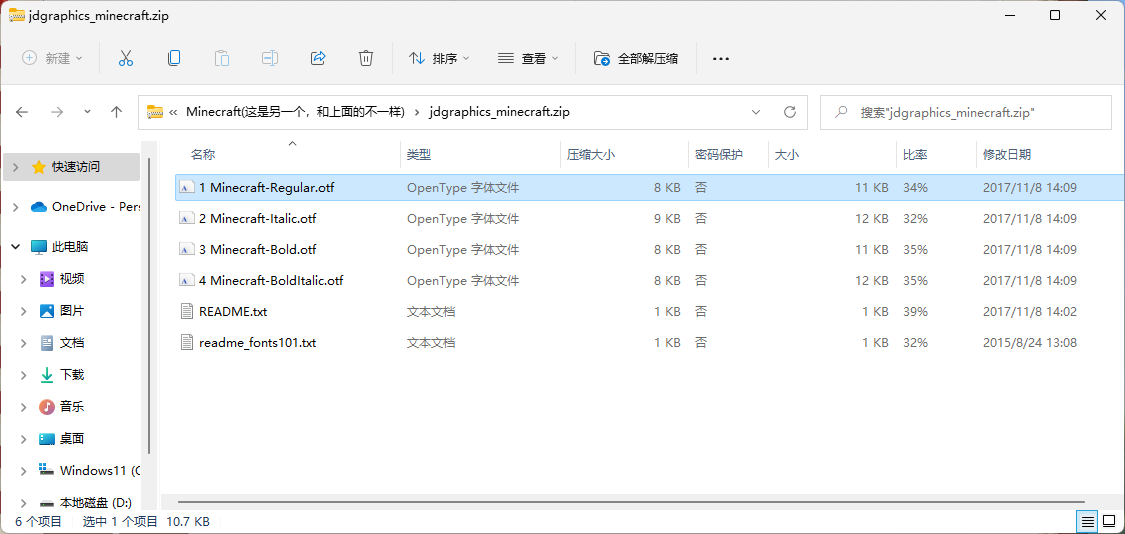 jdgraphics_minecraft.zip
新建 排序 查看 全部解压缩
« Minecraft(这是另一个，和上面的不一样) › jdgraphics_minecraft.zip 搜索"jdgraphics_minecraft.zip"
快速访问
OneDrive - Pers
此电脑
视频
图片
文档
下载
音乐
桌面
Windows11 (C
本地磁盘 (D:)
名称 类型 压缩大小 密码保护 大小 比率 修改日期
1 Minecraft-Regular.otf OpenType 字体文件 8 KB 否 11 KB 34% 2017/11/8 14:09
2 Minecraft-Italic.otf OpenType 字体文件 9 KB 否 12 KB 32% 2017/11/8 14:09
3 Minecraft-Bold.otf OpenType 字体文件 8 KB 否 11 KB 35% 2017/11/8 14:09
4 Minecraft-BoldItalic.otf OpenType 字体文件 8 KB 否 12 KB 35% 2017/11/8 14:09
README.txt 文本文档 1 KB 否 1 KB 39% 2017/11/8 14:02
readme_fonts101.txt 文本文档 1 KB 否 1 KB 32% 2015/8/24 13:08
6 个项目 选中 1 个项目 10.7 KB